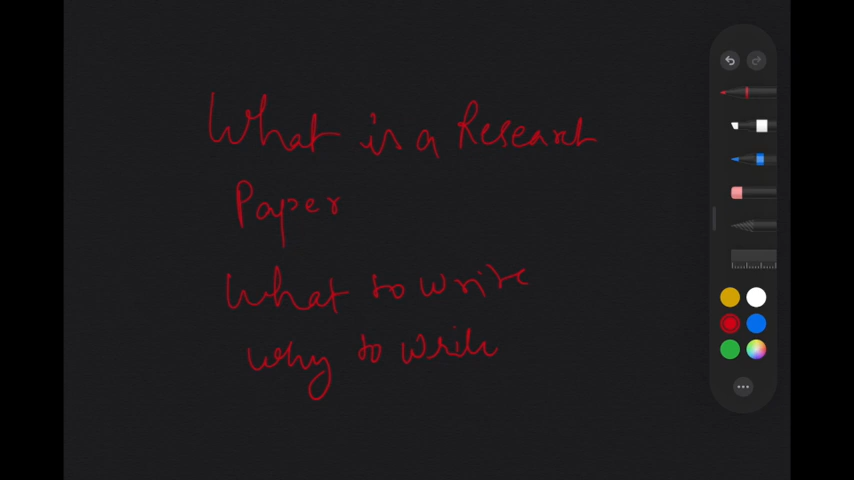 What is a Research
Paper
What to write
why to write